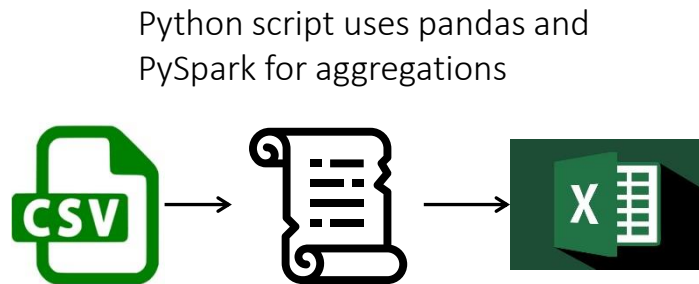 Python script uses pandas and
PySpark for aggregations
CSV
X